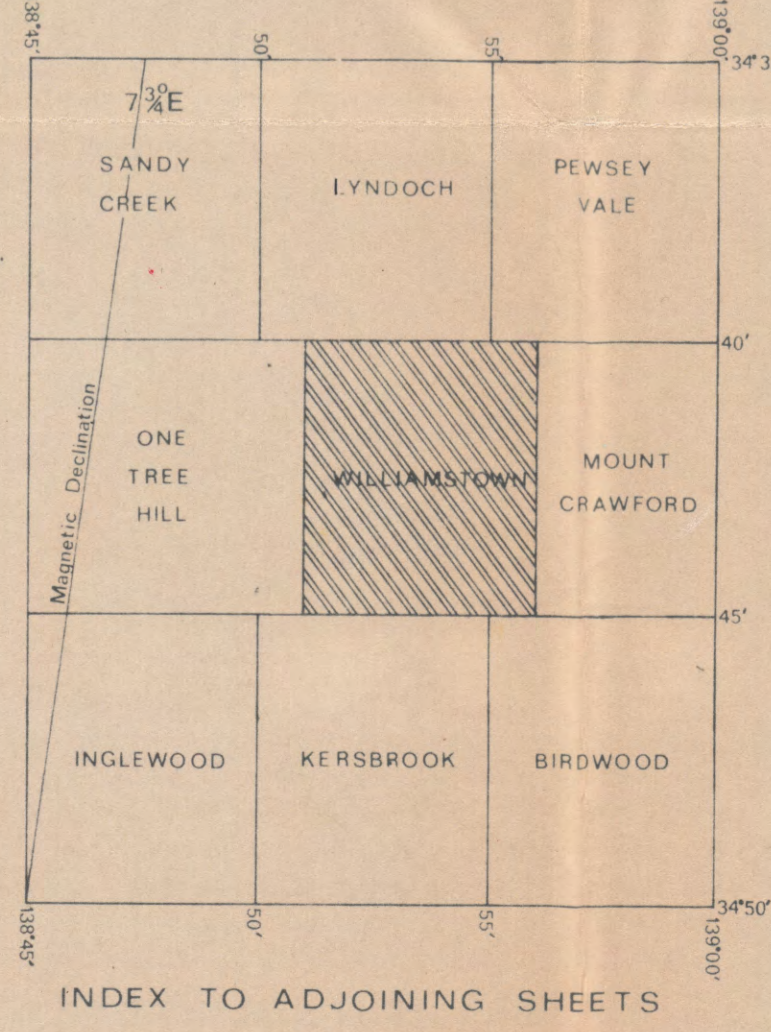 138°45'
50'
55'
139°00'
34°3
7¾°E
SANDY
CREEK
LYNDOCH
PEWSEY
VALE
40'
Magnetic Declination
ONE
TREE
HILL
WILLIAMSTOWN
MOUNT
CRAWFORD
45'
INGLEWOOD
KERSBROOK
BIRDWOOD
34°50'
138°45'
50'
55'
139°00'
INDEX TO ADJOINING SHEETS